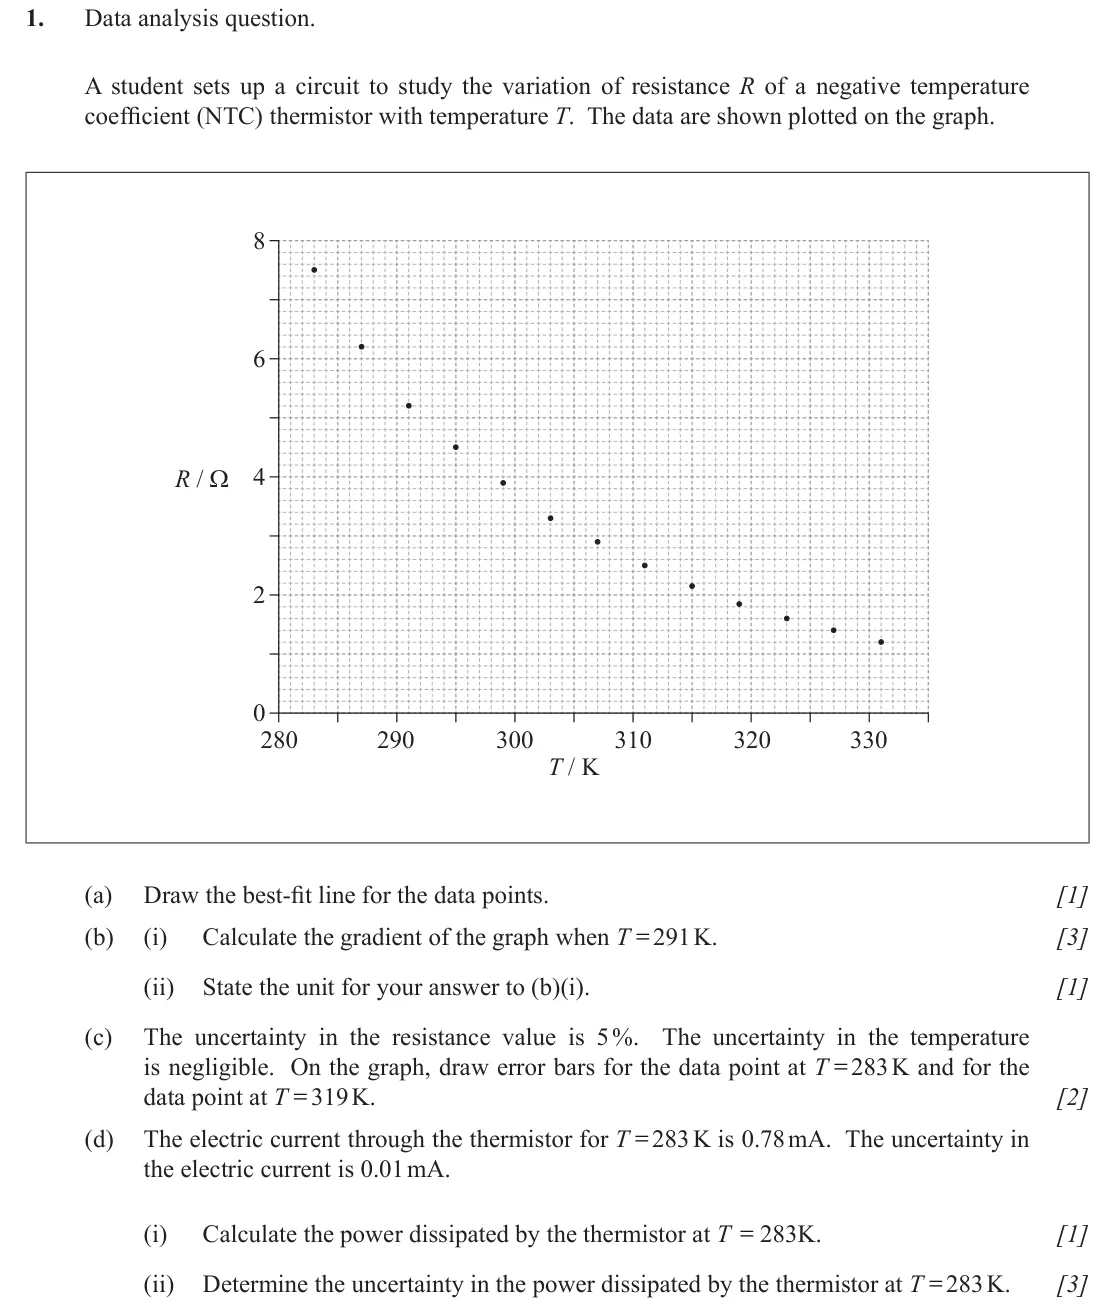 1. Data analysis question.
A student sets up a circuit to study the variation of resistance R of a negative temperature
coefficient (NTC) thermistor with temperature T. The data are shown plotted on the graph.
8
6
R / Ω 4
2
0
280 290 300 310 320 330
T / K
(a) Draw the best-fit line for the data points. [1]
(b) (i) Calculate the gradient of the graph when T=291 K. [3]
(ii) State the unit for your answer to (b)(i). [1]
(c) The uncertainty in the resistance value is 5%. The uncertainty in the temperature
is negligible. On the graph, draw error bars for the data point at T=283 K and for the
data point at T=319 K. [2]
(d) The electric current through the thermistor for T=283 K is 0.78 mA. The uncertainty in
the electric current is 0.01 mA.
(i) Calculate the power dissipated by the thermistor at T = 283K. [1]
(ii) Determine the uncertainty in the power dissipated by the thermistor at T=283 K. [3]